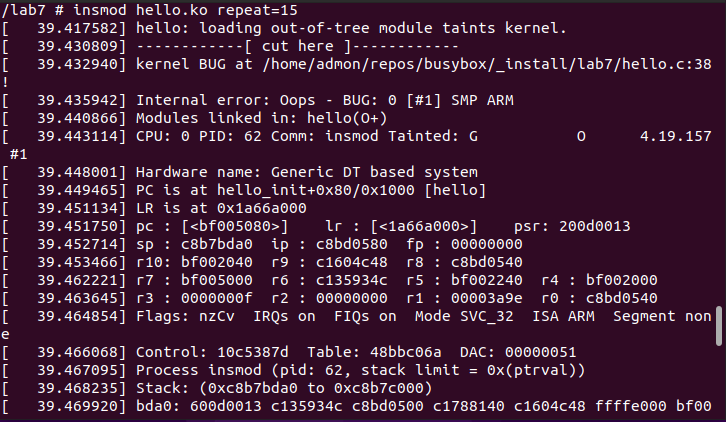 /lab7 # insmod hello.ko repeat=15
[   39.417582] hello: loading out-of-tree module taints kernel.
[   39.430809] ------------[ cut here ]------------
[   39.432940] kernel BUG at /home/admon/repos/busybox/_install/lab7/hello.c:38
!
[   39.435942] Internal error: Oops - BUG: 0 [#1] SMP ARM
[   39.440866] Modules linked in: hello(O+)
[   39.443114] CPU: 0 PID: 62 Comm: insmod Tainted: G           O      4.19.157
 #1
[   39.448001] Hardware name: Generic DT based system
[   39.449465] PC is at hello_init+0x80/0x1000 [hello]
[   39.451134] LR is at 0x1a66a000
[   39.451750] pc : [<bf005080>]    lr : [<1a66a000>]    psr: 200d0013
[   39.452714] sp : c8b7bda0  ip : c8bd0580  fp : 00000000
[   39.453466] r10: bf002040  r9 : c1604c48  r8 : c8bd0540
[   39.462221] r7 : bf005000  r6 : c135934c  r5 : bf002240  r4 : bf002000
[   39.463645] r3 : 0000000f  r2 : 00000000  r1 : 00003a9e  r0 : c8bd0540
[   39.464854] Flags: nzCv  IRQs on  FIQs on  Mode SVC_32  ISA ARM  Segment non
e
[   39.466068] Control: 10c5387d  Table: 48bbc06a  DAC: 00000051
[   39.467095] Process insmod (pid: 62, stack limit = 0x(ptrval))
[   39.468235] Stack: (0xc8b7bda0 to 0xc8b7c000)
[   39.469920] bda0: 600d0013 c135934c c8bd0500 c1788140 c1604c48 ffffe000 bf00